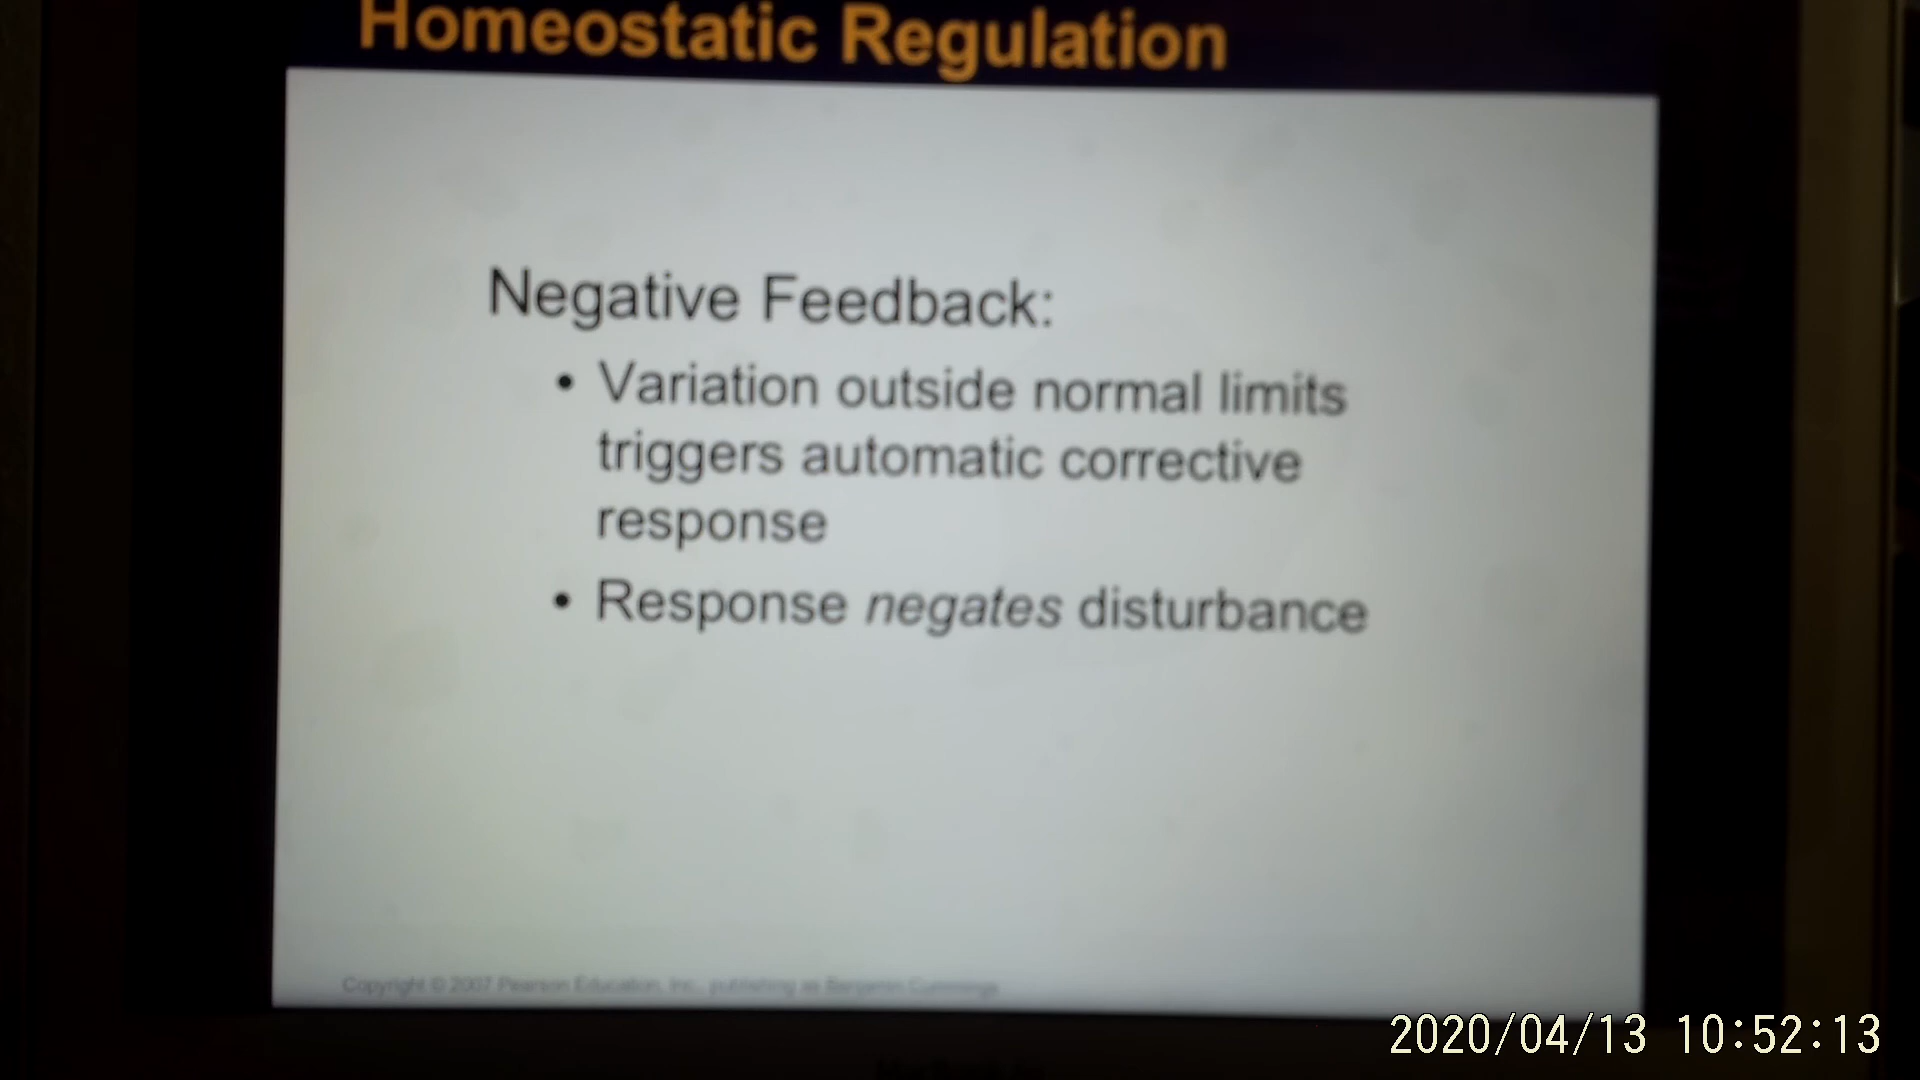 Homeostatic Regulation
Negative Feedback:
• Variation outside normal limits
triggers automatic corrective
response
• Response negates disturbance
Copyright © 2007 Pearson Education, Inc., publishing as Benjamin Cummings
2020/04/13 10:52:13